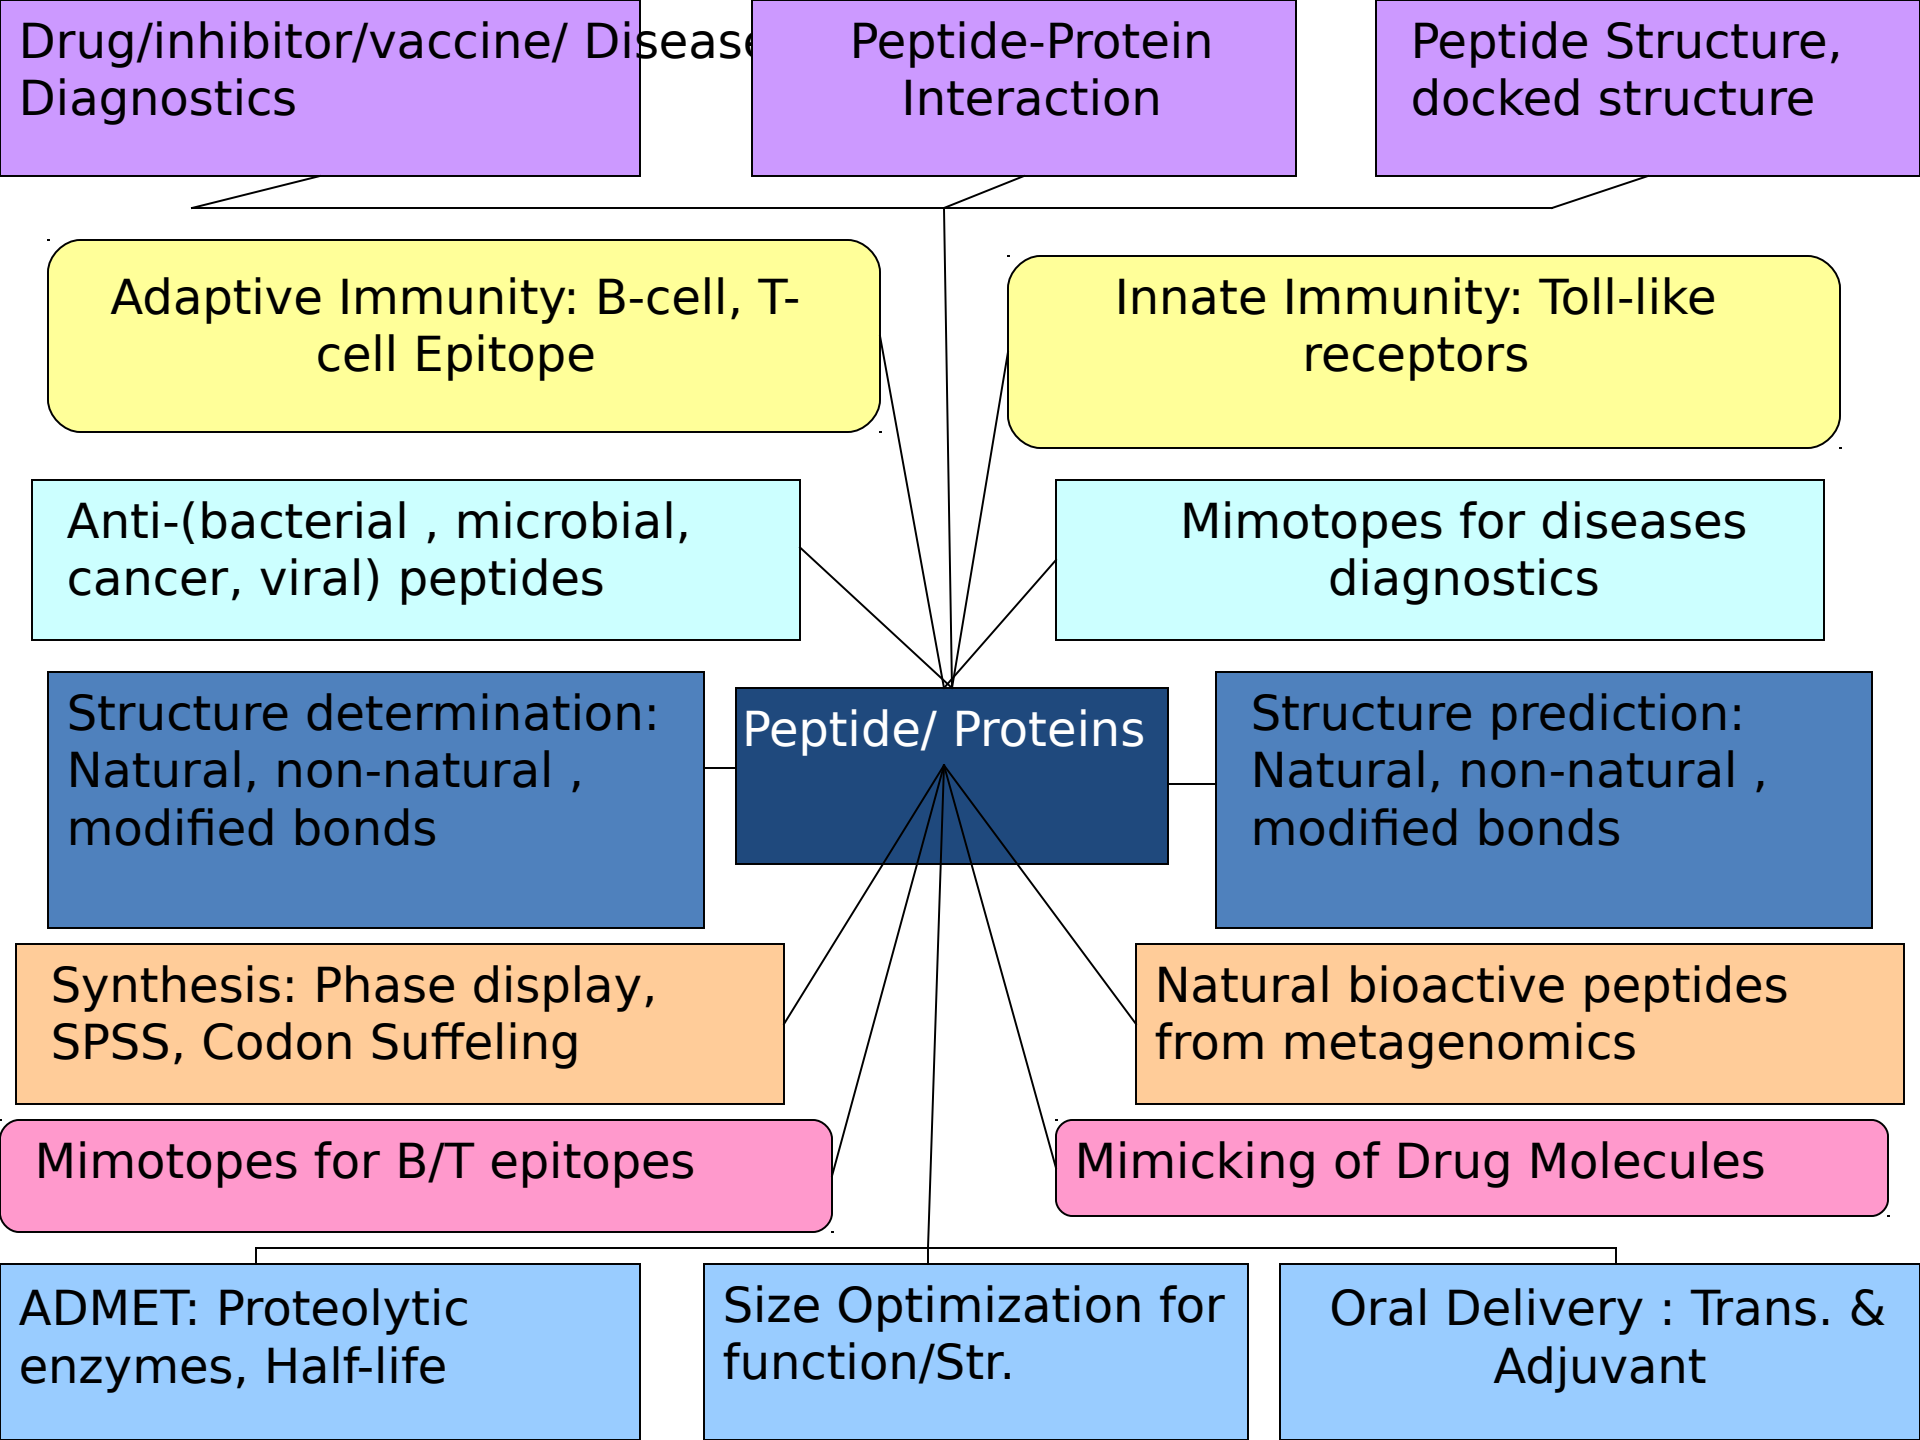 Drug/inhibitor/vaccine/ Disease
Diagnostics
Peptide-Protein
Interaction
Peptide Structure,
docked structure
Adaptive Immunity: B-cell, T-
cell Epitope
Innate Immunity: Toll-like
receptors
Anti-(bacterial , microbial,
cancer, viral) peptides
Mimotopes for diseases
diagnostics
Structure determination:
Natural, non-natural ,
modified bonds
Peptide/ Proteins
Structure prediction:
Natural, non-natural ,
modified bonds
Synthesis: Phase display,
SPSS, Codon Suffeling
Natural bioactive peptides
from metagenomics
Mimotopes for B/T epitopes
Mimicking of Drug Molecules
ADMET: Proteolytic
enzymes, Half-life
Size Optimization for
function/Str.
Oral Delivery : Trans. &
Adjuvant